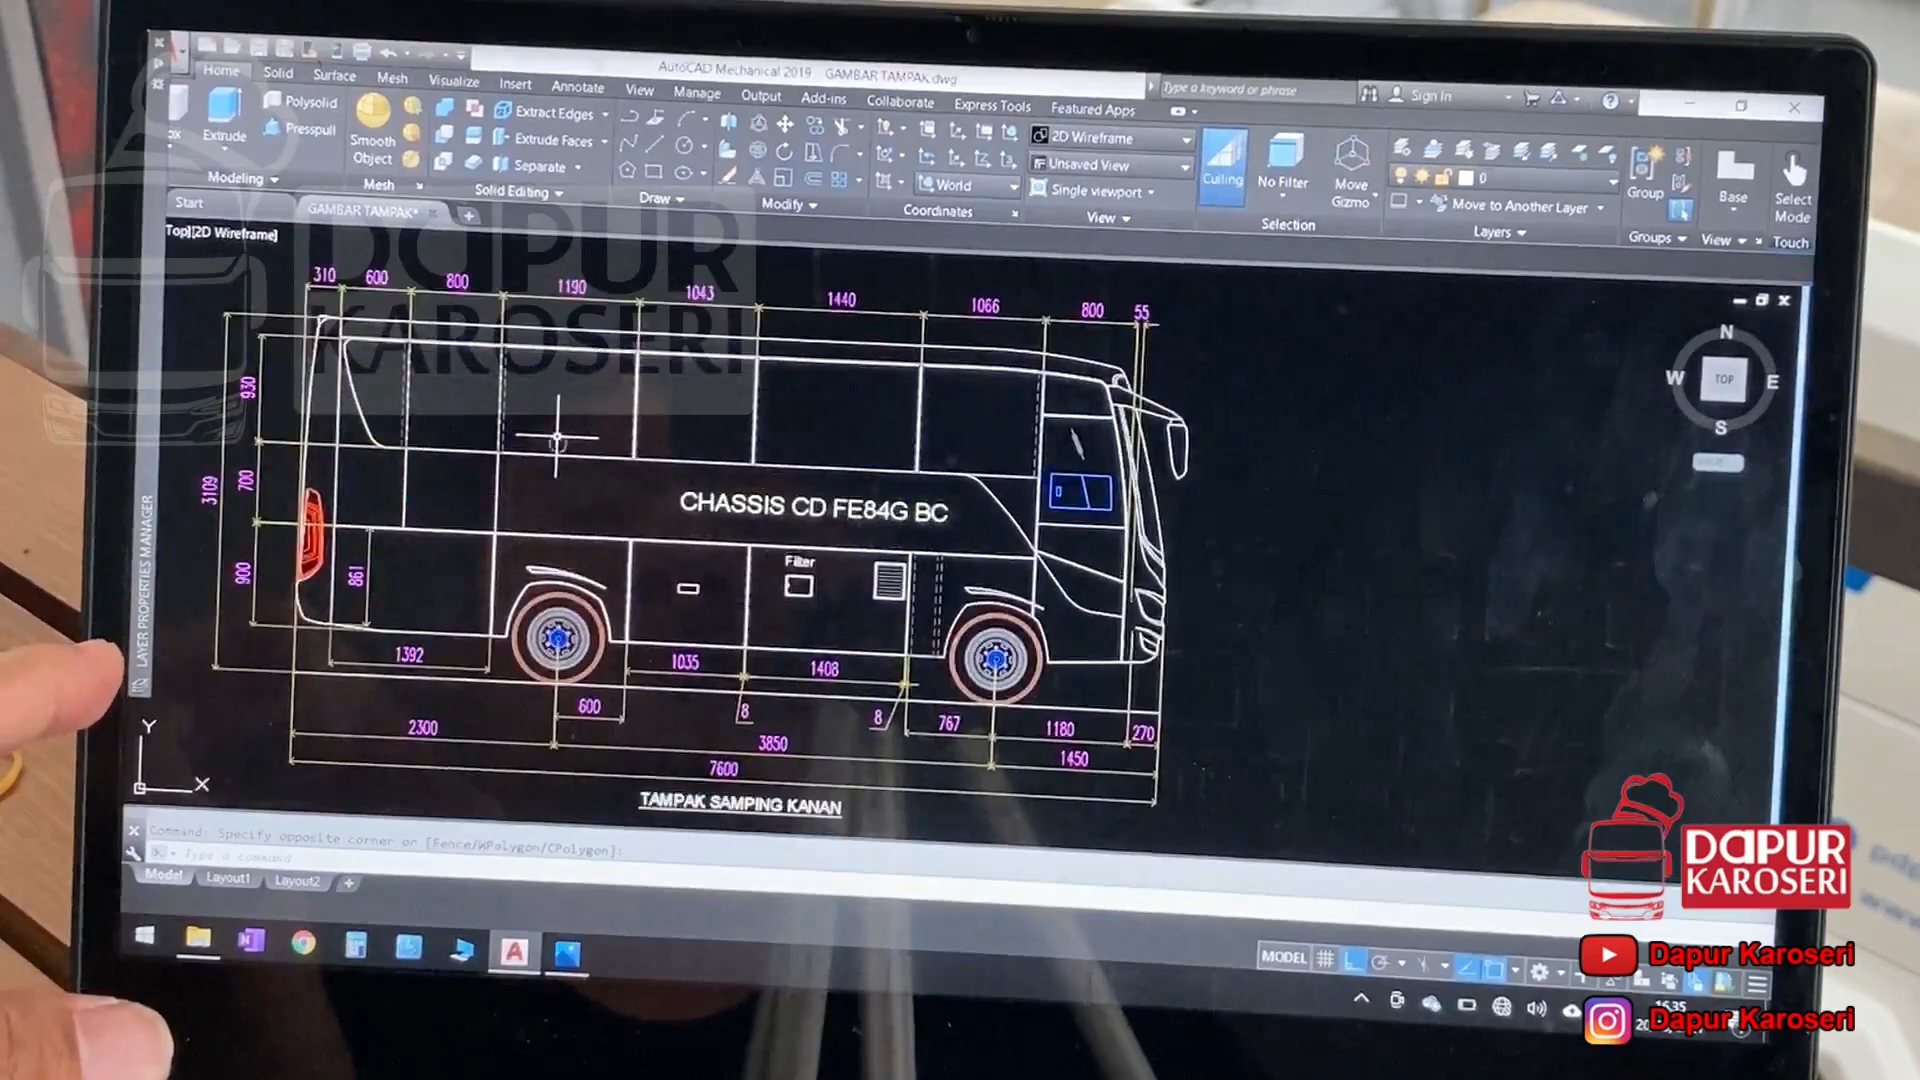 AutoCAD Mechanical 2019 GAMBAR TAMPAK.dwg
Type a keyword or phrase
Sign In
Home Solid Surface Mesh Visualize Insert Annotate View Manage Output Add-ins Collaborate Express Tools Featured Apps
Extrude
Polysolid
Presspull
Smooth Object
Extract Edges
Extrude Faces
Separate
World
2D Wireframe
Unsaved View
Single viewport
Culling
No Filter
Move Gizmo
0
Move to Another Layer
Group
Base
Select Mode
Modeling Mesh Solid Editing Draw Modify Coordinates View Selection Layers Groups View Touch
Start GAMBAR TAMPAK*
Top][2D Wireframe]
DAPUR
KAROSERI
LAYER PROPERTIES MANAGER
310 600 800 1190 1043 1440 1066 800 55
N
W TOP E
S
930
700
3109
900
861
CHASSIS CD FE84G BC
Filter
1392 1035 1408
600 8 8 767 1180 270
2300 3850 1450
7600
TAMPAK SAMPING KANAN
Y
X
Command: Specify opposite corner or [Fence/WPolygon/CPolygon]:
Type a command
Model Layout1 Layout2
MODEL
16.35
DAPUR
KAROSERI
Dapur Karoseri
Dapur Karoseri